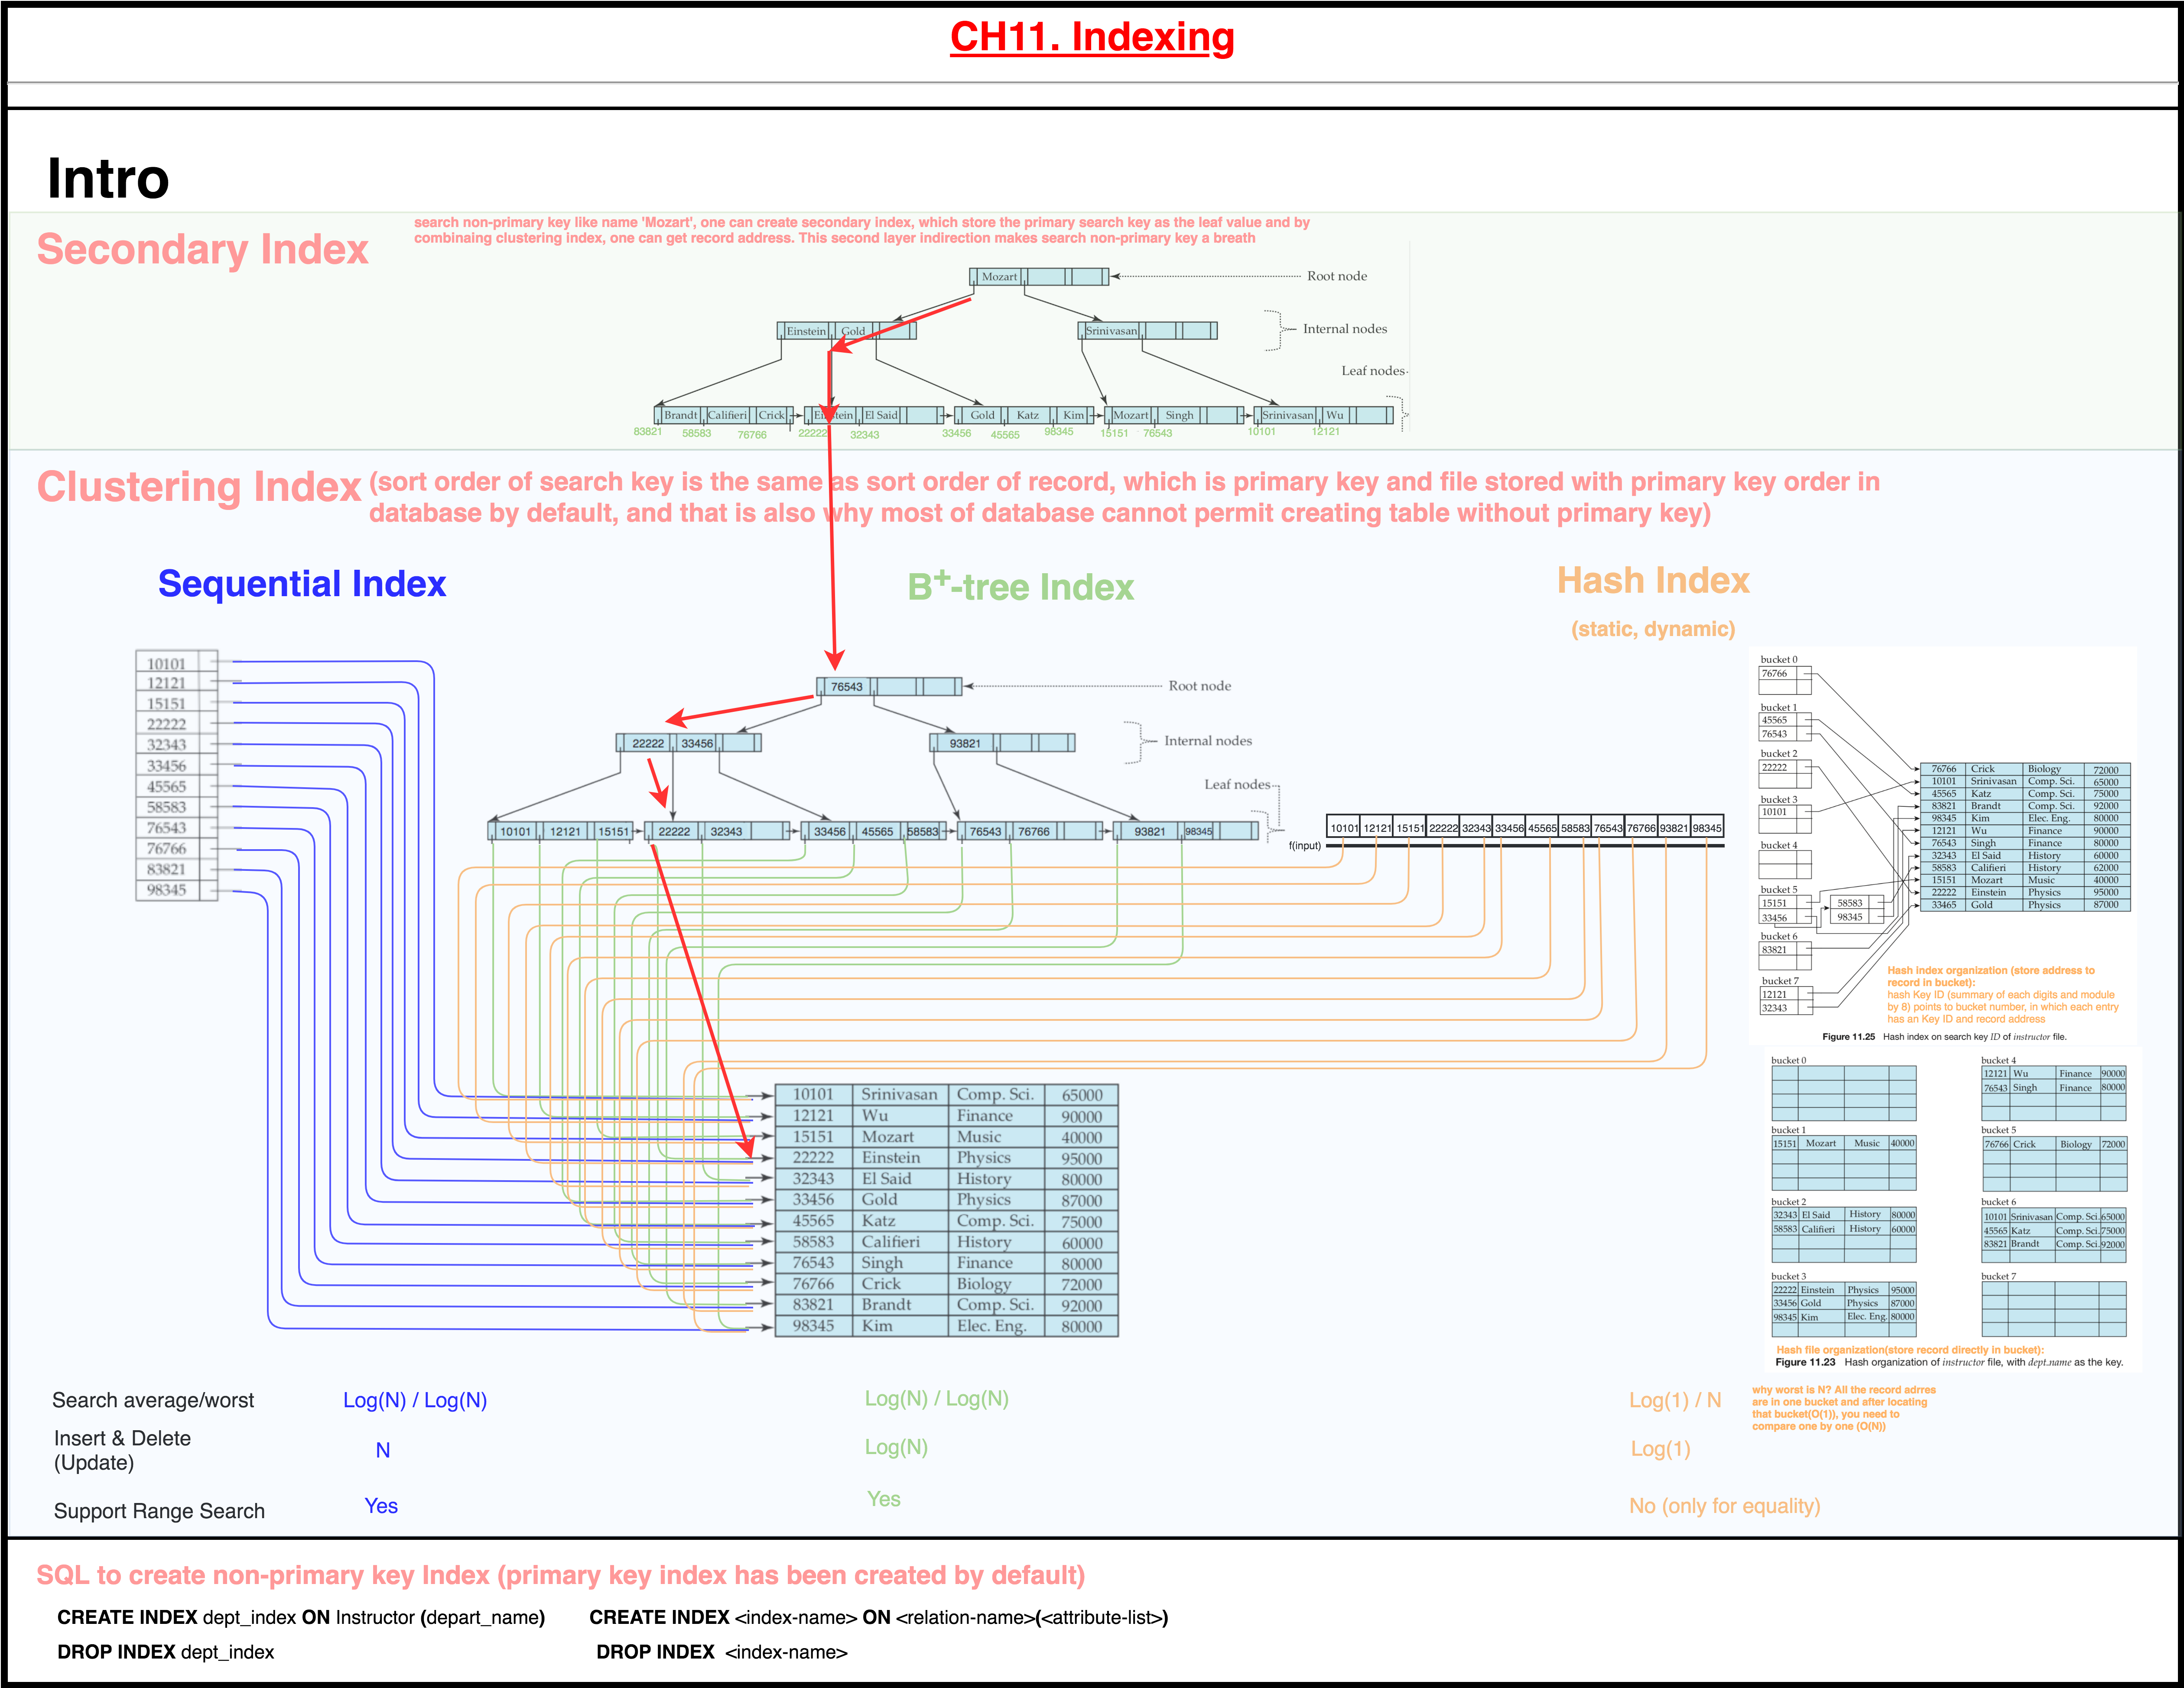 CH11. Indexing
Intro
Secondary Index
search non-primary key like name 'Mozart', one can create secondary index, which store the primary search key as the leaf value and by
combinaing clustering index, one can get record address. This second layer indirection makes search non-primary key a breath
Mozart
Root node
Einstein Gold
Srinivasan
Internal nodes
Leaf nodes
Brandt Califieri Crick
Einstein El Said
Gold Katz Kim
Mozart Singh
Srinivasan Wu
83821 58583 76766 22222 32343 33456 45565 98345 15151 76543 10101 12121
Clustering Index (sort order of search key is the same as sort order of record, which is primary key and file stored with primary key order in
database by default, and that is also why most of database cannot permit creating table without primary key)
Sequential Index
B+-tree Index
Hash Index
(static, dynamic)
10101
12121
15151
22222
32343
33456
45565
58583
76543
76766
83821
98345
76543
Root node
22222 33456
93821
Internal nodes
Leaf nodes
10101 12121 15151
22222 32343
33456 45565 58583
76543 76766
93821 98345
10101 12121 15151 22222 32343 33456 45565 58583 76543 76766 93821 98345
f(input)
10101 Srinivasan Comp. Sci. 65000
12121 Wu Finance 90000
15151 Mozart Music 40000
22222 Einstein Physics 95000
32343 El Said History 80000
33456 Gold Physics 87000
45565 Katz Comp. Sci. 75000
58583 Califieri History 60000
76543 Singh Finance 80000
76766 Crick Biology 72000
83821 Brandt Comp. Sci. 92000
98345 Kim Elec. Eng. 80000
bucket 0
76766
bucket 1
45565
76543
bucket 2
22222
bucket 3
10101
bucket 4
bucket 5
15151
33456
58583
98345
bucket 6
83821
bucket 7
12121
32343
76766 Crick Biology 72000
10101 Srinivasan Comp. Sci. 65000
45565 Katz Comp. Sci. 75000
83821 Brandt Comp. Sci. 92000
98345 Kim Elec. Eng. 80000
12121 Wu Finance 90000
76543 Singh Finance 80000
32343 El Said History 60000
58583 Califieri History 62000
15151 Mozart Music 40000
22222 Einstein Physics 95000
33465 Gold Physics 87000
Hash index organization (store address to
record in bucket):
hash Key ID (summary of each digits and module
by 8) points to bucket number, in which each entry
has an Key ID and record address
Figure 11.25 Hash index on search key ID of instructor file.
bucket 0
bucket 1
15151 Mozart Music 40000
bucket 2
32343 El Said History 80000
58583 Califieri History 60000
bucket 3
22222 Einstein Physics 95000
33456 Gold Physics 87000
98345 Kim Elec. Eng. 80000
bucket 4
12121 Wu Finance 90000
76543 Singh Finance 80000
bucket 5
76766 Crick Biology 72000
bucket 6
10101 Srinivasan Comp. Sci. 65000
45565 Katz Comp. Sci. 75000
83821 Brandt Comp. Sci. 92000
bucket 7
Hash file organization(store record directly in bucket):
Figure 11.23 Hash organization of instructor file, with dept_name as the key.
Search average/worst Log(N) / Log(N) Log(N) / Log(N) Log(1) / N
why worst is N? All the record adrres
are in one bucket and after locating
that bucket(O(1)), you need to
compare one by one (O(N))
Insert & Delete
(Update)
N Log(N) Log(1)
Support Range Search Yes Yes No (only for equality)
SQL to create non-primary key Index (primary key index has been created by default)
CREATE INDEX dept_index ON Instructor (depart_name)
CREATE INDEX <index-name> ON <relation-name>(<attribute-list>)
DROP INDEX dept_index
DROP INDEX <index-name>